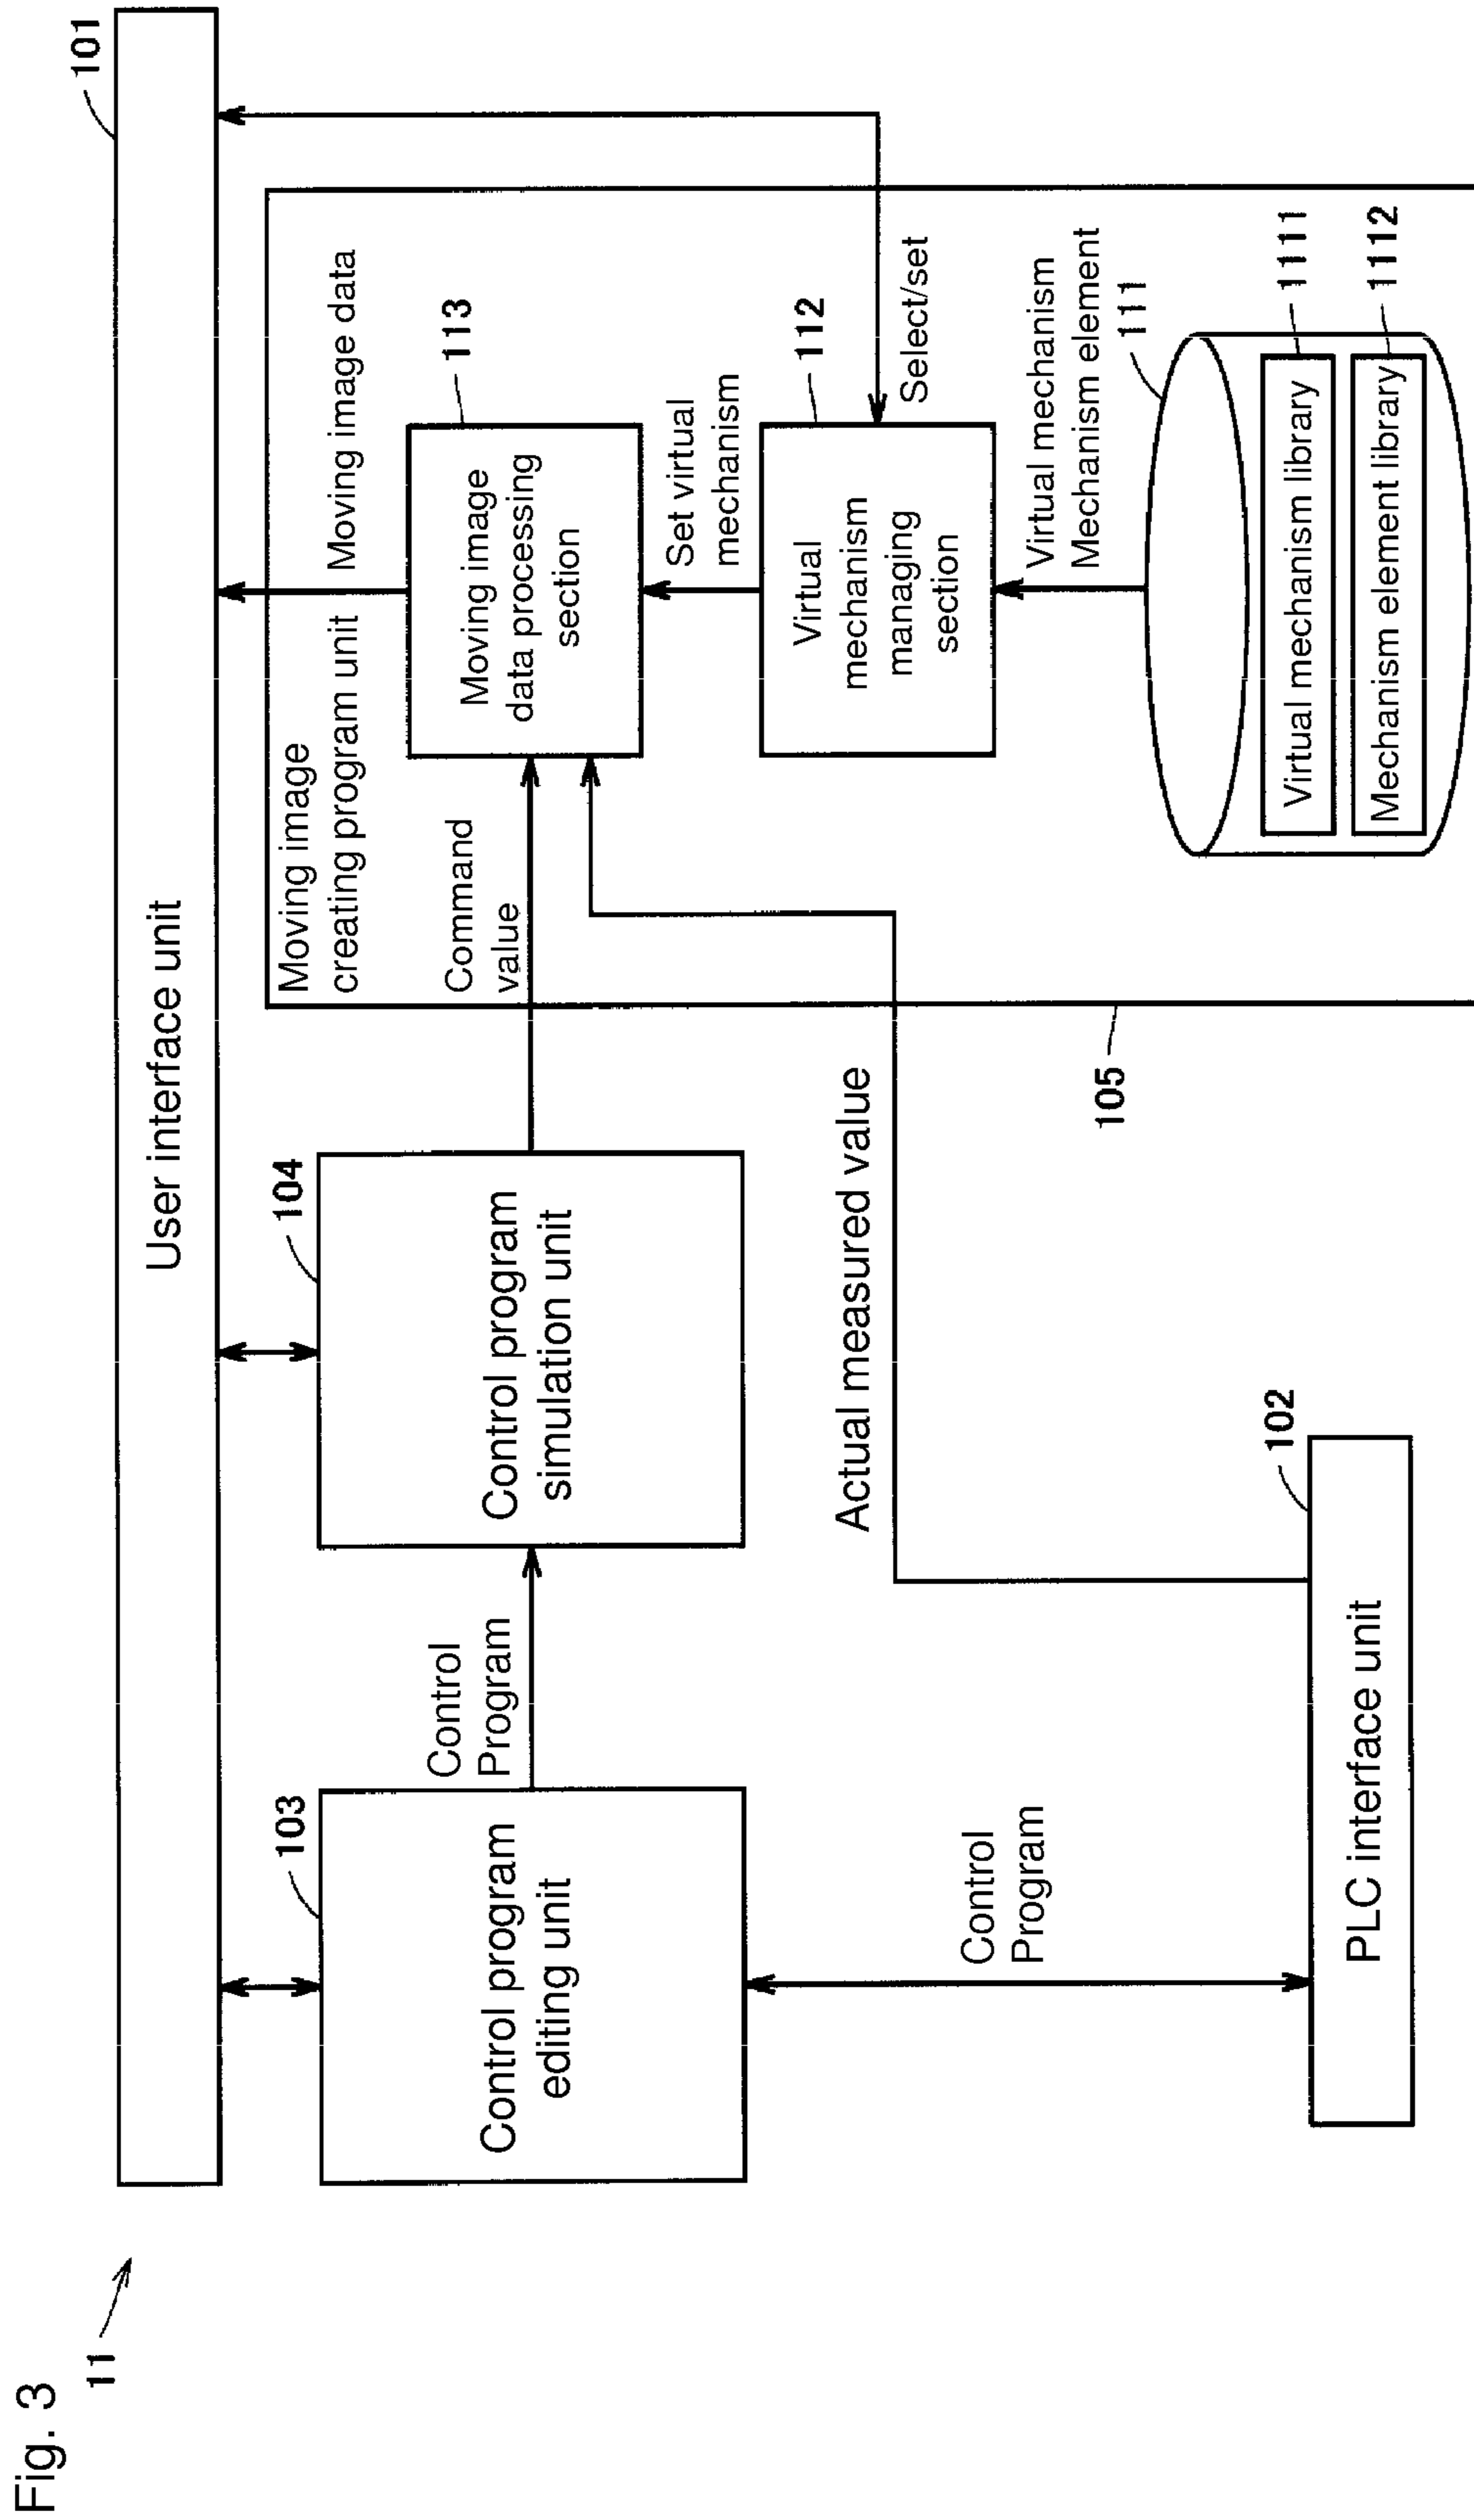 Fig. 3
11
101
User interface unit
103
Control program
editing unit
Control
Program
104
Control program
simulation unit
Command
value
Moving image
creating program unit
Moving image data
113
Moving image
data processing
section
Set virtual
mechanism
112
Virtual
mechanism
managing
section
Select/set
Virtual mechanism
Mechanism element
111
Virtual mechanism library
1111
Mechanism element library
1112
105
Actual measured value
Control
Program
102
PLC interface unit